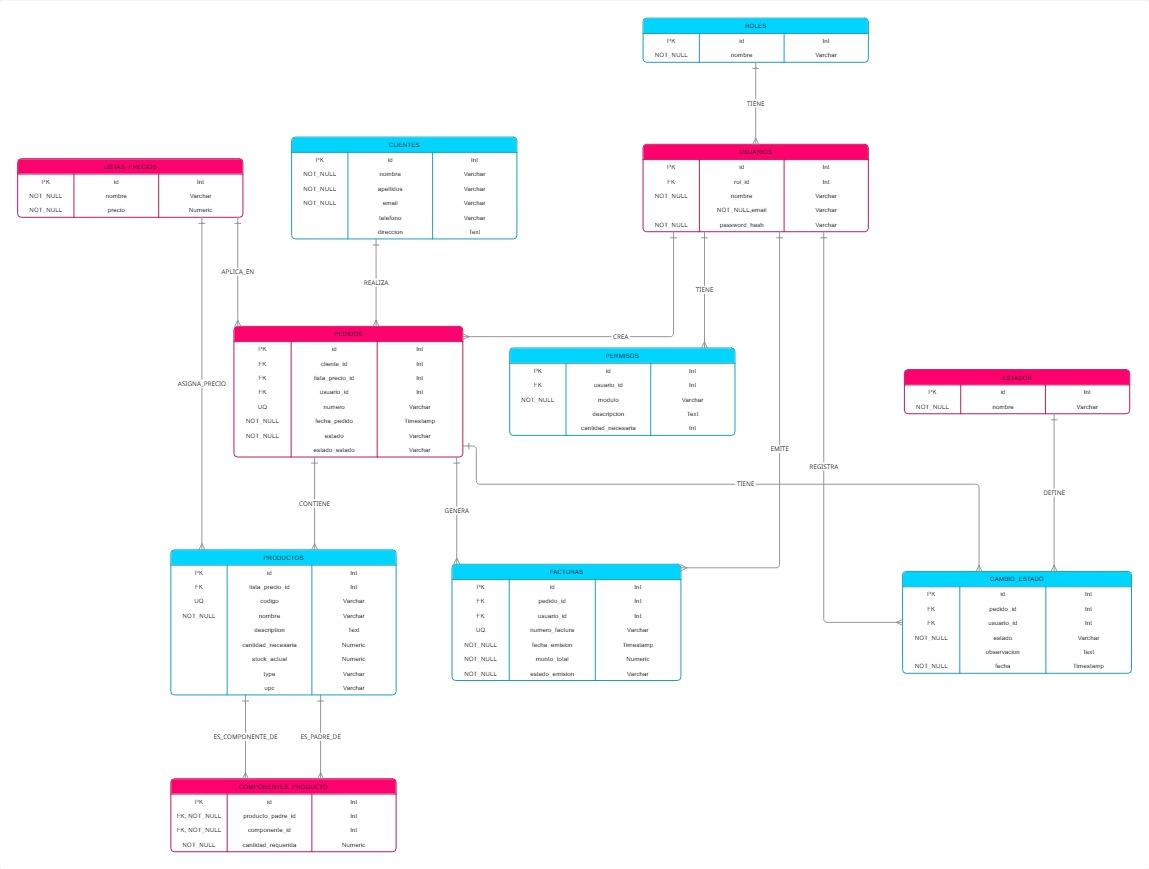 ROLES
PK id Int
NOT_NULL nombre Varchar
TIENE
LISTAS_PRECIOS
PK id Int
NOT_NULL nombre Varchar
NOT_NULL precio Numeric
CLIENTES
PK id Int
NOT_NULL nombre Varchar
NOT_NULL apellidos Varchar
NOT_NULL email Varchar
telefono Varchar
direccion Text
USUARIOS
PK id Int
FK rol_id Int
NOT_NULL nombre Varchar
NOT_NULL,email Varchar
NOT_NULL password_hash Varchar
APLICA_EN
REALIZA
TIENE
CREA
ASIGNA_PRECIO
PEDIDOS
PK id Int
FK cliente_id Int
FK lista_precio_id Int
FK usuario_id Int
UQ numero Varchar
NOT_NULL fecha_pedido Timestamp
NOT_NULL estado Varchar
estado_estado Varchar
PERMISOS
PK id Int
FK usuario_id Int
NOT_NULL modulo Varchar
descripcion Text
cantidad_necesaria Int
PK id Int
NOT_NULL nombre Varchar
EMITE
REGISTRA
TIENE
DEFINE
CONTIENE
GENERA
PRODUCTOS
PK id Int
FK lista_precio_id Int
UQ codigo Varchar
NOT_NULL nombre Varchar
description Text
cantidad_necesaria Numeric
stock_actual Numeric
type Varchar
upc Varchar
FACTURAS
PK id Int
FK pedido_id Int
FK usuario_id Int
UQ numero_factura Varchar
NOT_NULL fecha_emision Timestamp
NOT_NULL monto_total Numeric
NOT_NULL estado_emision Varchar
CAMBIO_ESTADO
PK id Int
FK pedido_id Int
FK usuario_id Int
NOT_NULL estado Varchar
observacion Text
NOT_NULL fecha Timestamp
ES_COMPONENTE_DE
ES_PADRE_DE
COMPONENTES_PRODUCTO
PK id Int
FK, NOT_NULL producto_padre_id Int
FK, NOT_NULL componente_id Int
NOT_NULL cantidad_requerida Numeric